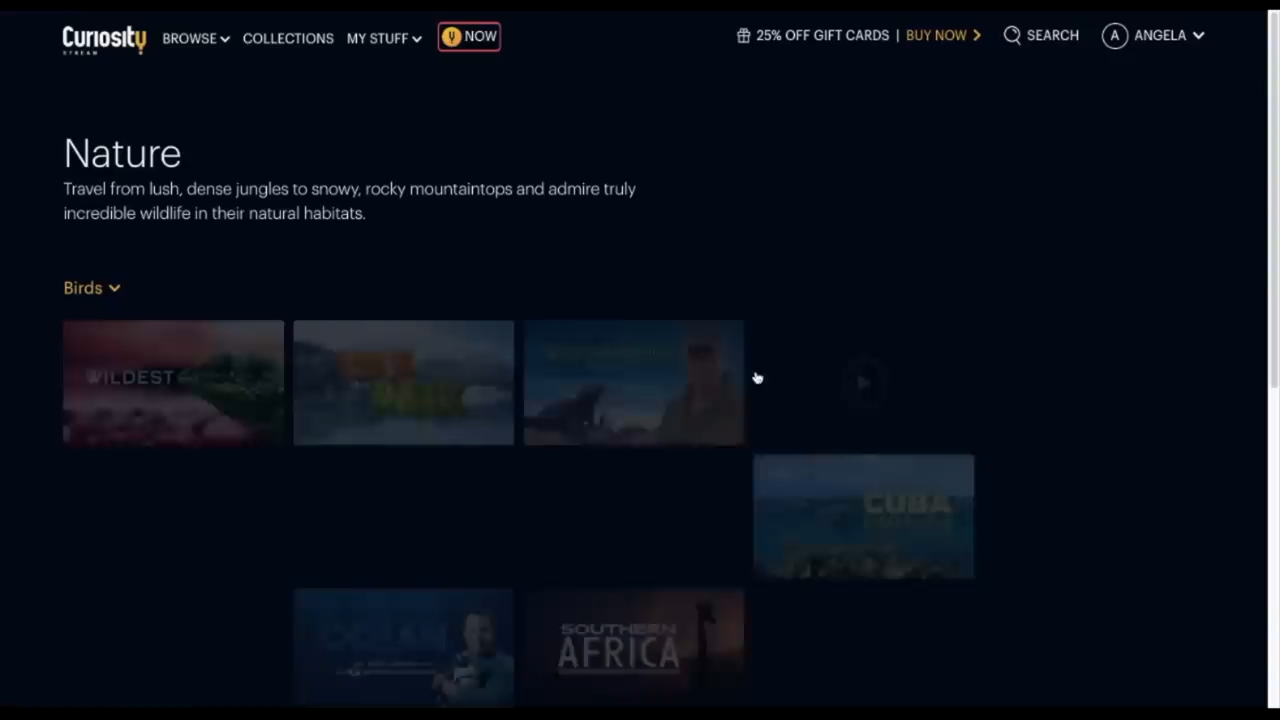 Curiosity
STREAM
BROWSE
COLLECTIONS
MY STUFF
NOW
25% OFF GIFT CARDS | BUY NOW
SEARCH
A
ANGELA
Nature
Travel from lush, dense jungles to snowy, rocky mountaintops and admire truly
incredible wildlife in their natural habitats.
Birds
WILDEST
CUBA
OCEAN
SOUTHERN
AFRICA